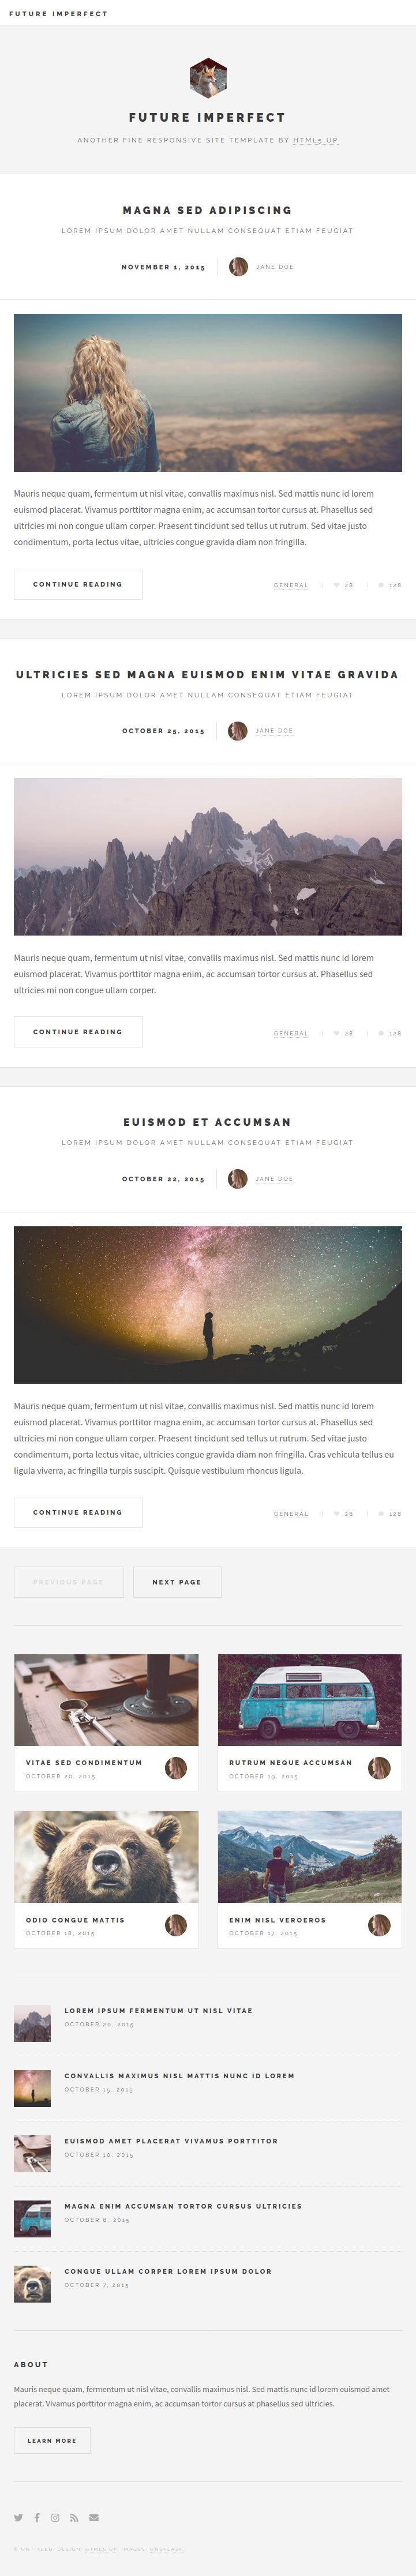 FUTURE IMPERFECT
FUTURE IMPERFECT
ANOTHER FINE RESPONSIVE SITE TEMPLATE BY HTML5 UP
MAGNA SED ADIPISCING
LOREM IPSUM DOLOR AMET NULLAM CONSEQUAT ETIAM FEUGIAT
NOVEMBER 1, 2015 JANE DOE
Mauris neque quam, fermentum ut nisl vitae, convallis maximus nisl. Sed mattis nunc id lorem
euismod placerat. Vivamus porttitor magna enim, ac accumsan tortor cursus at. Phasellus sed
ultricies mi non congue ullam corper. Praesent tincidunt sed tellus ut rutrum. Sed vitae justo
condimentum, porta lectus vitae, ultricies congue gravida diam non fringilla.
CONTINUE READING GENERAL 28 128
ULTRICIES SED MAGNA EUISMOD ENIM VITAE GRAVIDA
LOREM IPSUM DOLOR AMET NULLAM CONSEQUAT ETIAM FEUGIAT
OCTOBER 25, 2015 JANE DOE
Mauris neque quam, fermentum ut nisl vitae, convallis maximus nisl. Sed mattis nunc id lorem
euismod placerat. Vivamus porttitor magna enim, ac accumsan tortor cursus at. Phasellus sed
ultricies mi non congue ullam corper.
CONTINUE READING GENERAL 28 128
EUISMOD ET ACCUMSAN
LOREM IPSUM DOLOR AMET NULLAM CONSEQUAT ETIAM FEUGIAT
OCTOBER 22, 2015 JANE DOE
Mauris neque quam, fermentum ut nisl vitae, convallis maximus nisl. Sed mattis nunc id lorem
euismod placerat. Vivamus porttitor magna enim, ac accumsan tortor cursus at. Phasellus sed
ultricies mi non congue ullam corper. Praesent tincidunt sed tellus ut rutrum. Sed vitae justo
condimentum, porta lectus vitae, ultricies congue gravida diam non fringilla. Cras vehicula tellus eu
ligula viverra, ac fringilla turpis suscipit. Quisque vestibulum rhoncus ligula.
CONTINUE READING GENERAL 28 128
PREVIOUS PAGE NEXT PAGE
VITAE SED CONDIMENTUM
OCTOBER 20, 2015
RUTRUM NEQUE ACCUMSAN
OCTOBER 19, 2015
ODIO CONGUE MATTIS
OCTOBER 18, 2015
ENIM NISL VEROEROS
OCTOBER 17, 2015
LOREM IPSUM FERMENTUM UT NISL VITAE
OCTOBER 20, 2015
CONVALLIS MAXIMUS NISL MATTIS NUNC ID LOREM
OCTOBER 15, 2015
EUISMOD AMET PLACERAT VIVAMUS PORTTITOR
OCTOBER 10, 2015
MAGNA ENIM ACCUMSAN TORTOR CURSUS ULTRICIES
OCTOBER 8, 2015
CONGUE ULLAM CORPER LOREM IPSUM DOLOR
OCTOBER 7, 2015
ABOUT
Mauris neque quam, fermentum ut nisl vitae, convallis maximus nisl. Sed mattis nunc id lorem euismod amet
placerat. Vivamus porttitor magna enim, ac accumsan tortor cursus at phasellus sed ultricies.
LEARN MORE
© UNTITLED. DESIGN: HTML5 UP. IMAGES: UNSPLASH.